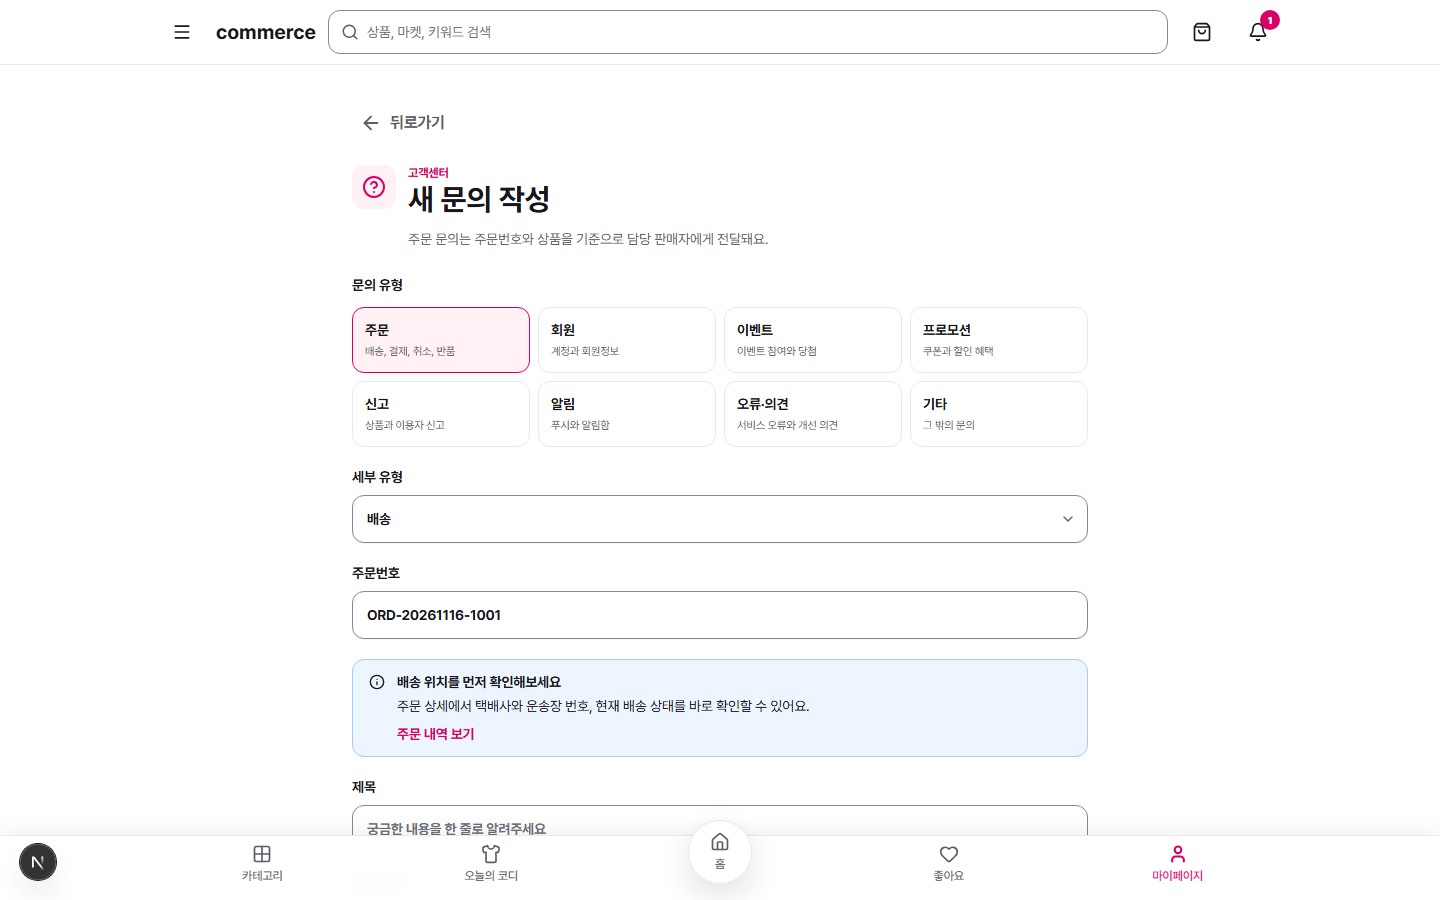 commerce
상품, 마켓, 키워드 검색
1
뒤로가기
고객센터
새 문의 작성
주문 문의는 주문번호와 상품을 기준으로 담당 판매자에게 전달돼요.
문의 유형
주문
배송, 결제, 취소, 반품
회원
계정과 회원정보
이벤트
이벤트 참여와 당첨
프로모션
쿠폰과 할인 혜택
신고
상품과 이용자 신고
알림
푸시와 알림함
오류·의견
서비스 오류와 개선 의견
기타
그 밖의 문의
세부 유형
배송
주문번호
ORD-20261116-1001
배송 위치를 먼저 확인해보세요
주문 상세에서 택배사와 운송장 번호, 현재 배송 상태를 바로 확인할 수 있어요.
주문 내역 보기
제목
궁금한 내용을 한 줄로 알려주세요
N
카테고리
오늘의 코디
홈
좋아요
마이페이지